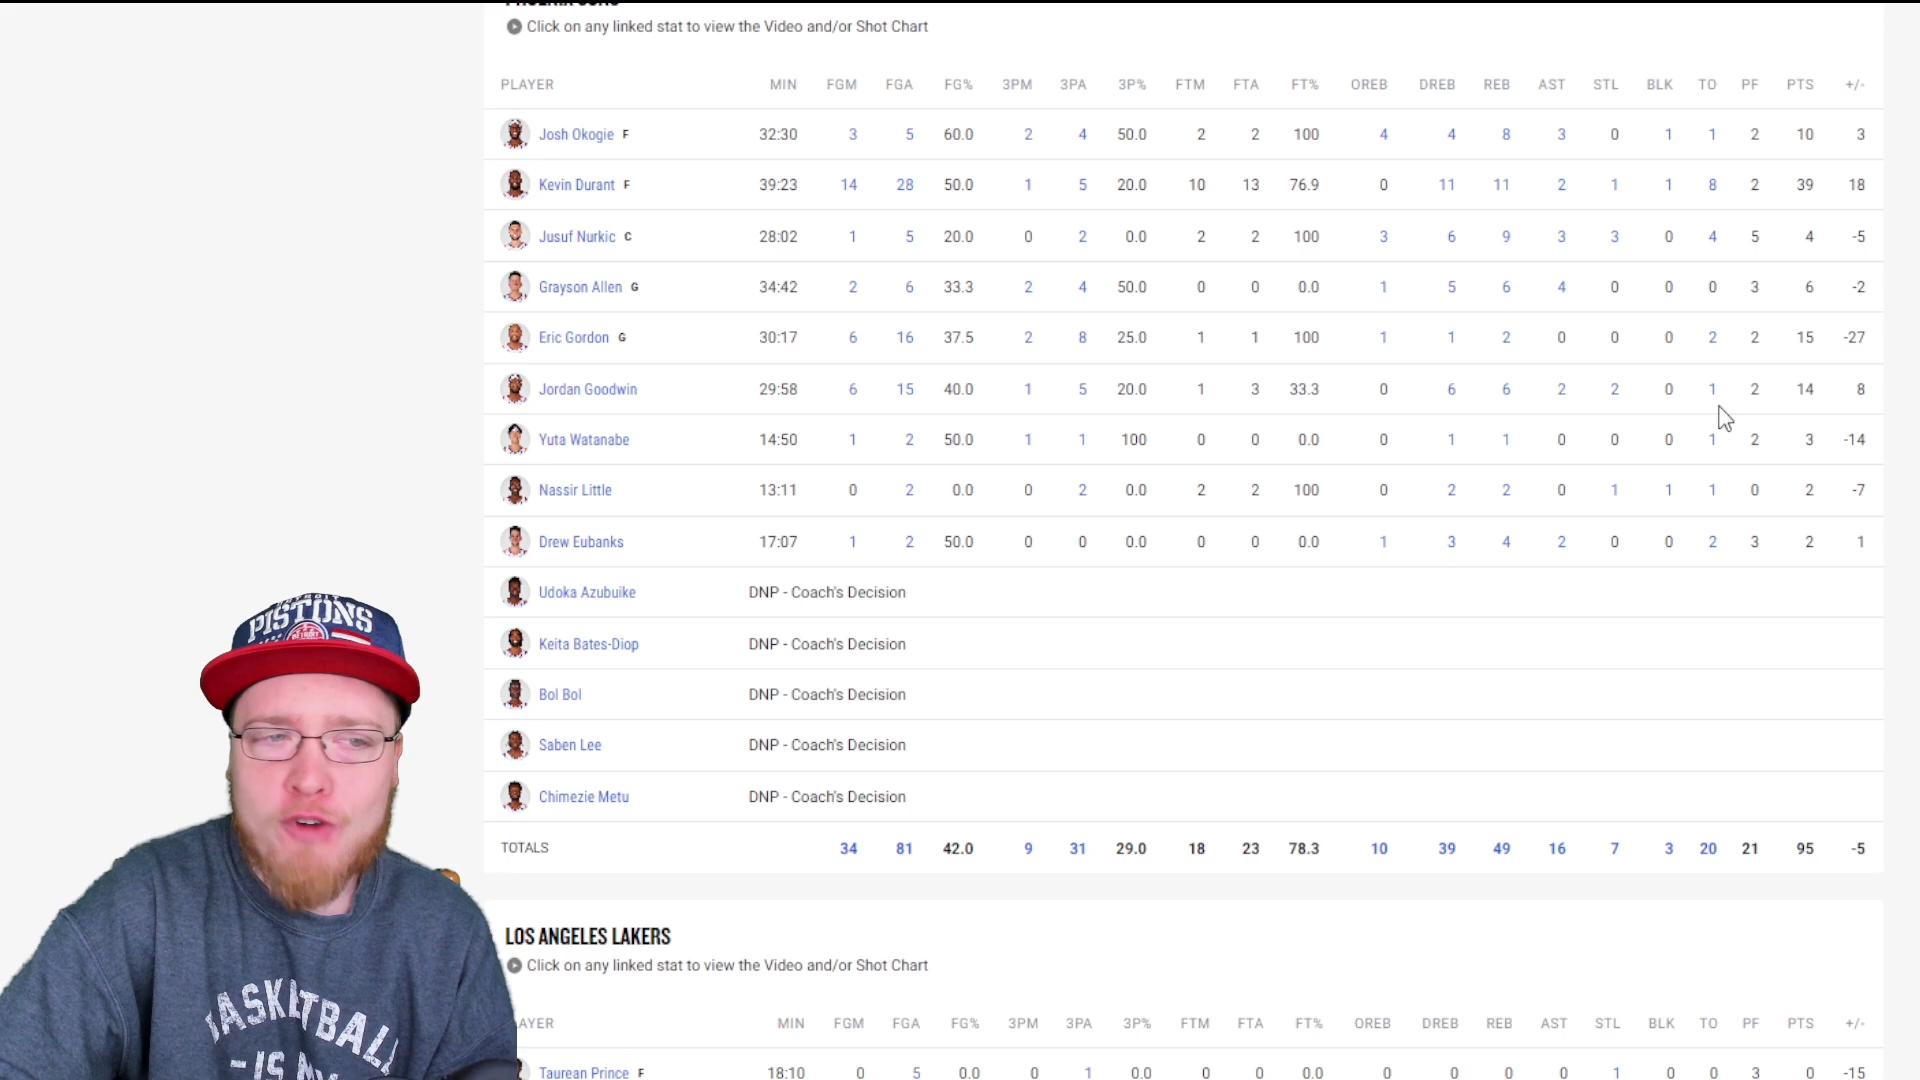 Click on any linked stat to view the Video and/or Shot Chart
PLAYER MIN FGM FGA FG% 3PM 3PA 3P% FTM FTA FT% OREB DREB REB AST STL BLK TO PF PTS +/-
Josh Okogie F 32:30 3 5 60.0 2 4 50.0 2 2 100 4 4 8 3 0 1 1 2 10 3
Kevin Durant F 39:23 14 28 50.0 1 5 20.0 10 13 76.9 0 11 11 2 1 1 8 2 39 18
Jusuf Nurkic C 28:02 1 5 20.0 0 2 0.0 2 2 100 3 6 9 3 3 0 4 5 4 -5
Grayson Allen G 34:42 2 6 33.3 2 4 50.0 0 0 0.0 1 5 6 4 0 0 0 3 6 -2
Eric Gordon G 30:17 6 16 37.5 2 8 25.0 1 1 100 1 1 2 0 0 0 2 2 15 -27
Jordan Goodwin 29:58 6 15 40.0 1 5 20.0 1 3 33.3 0 6 6 2 2 0 1 2 14 8
Yuta Watanabe 14:50 1 2 50.0 1 1 100 0 0 0.0 0 1 1 0 0 0 1 2 3 -14
Nassir Little 13:11 0 2 0.0 0 2 0.0 2 2 100 0 2 2 0 1 1 1 0 2 -7
Drew Eubanks 17:07 1 2 50.0 0 0 0.0 0 0 0.0 1 3 4 2 0 0 2 3 2 1
Udoka Azubuike DNP - Coach's Decision
Keita Bates-Diop DNP - Coach's Decision
Bol Bol DNP - Coach's Decision
Saben Lee DNP - Coach's Decision
Chimezie Metu DNP - Coach's Decision
TOTALS 34 81 42.0 9 31 29.0 18 23 78.3 10 39 49 16 7 3 20 21 95 -5
LOS ANGELES LAKERS
Click on any linked stat to view the Video and/or Shot Chart
AYER MIN FGM FGA FG% 3PM 3PA 3P% FTM FTA FT% OREB DREB REB AST STL BLK TO PF PTS +/-
Taurean Prince F 18:10 0 5 0.0 0 1 0.0 0 0 0.0 0 0 0 0 1 0 0 3 0 -15
DETROIT
PISTONS
BASKETBALL
- IS MY